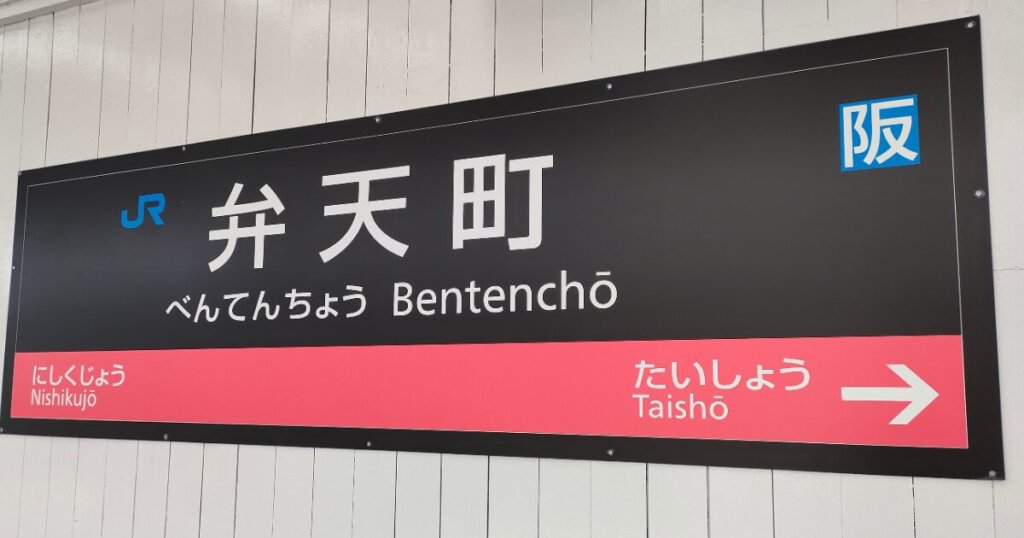 阪
JR 弁天町
べんてんちょう Bentenchō
にしくじょう たいしょう
Nishikujō Taishō